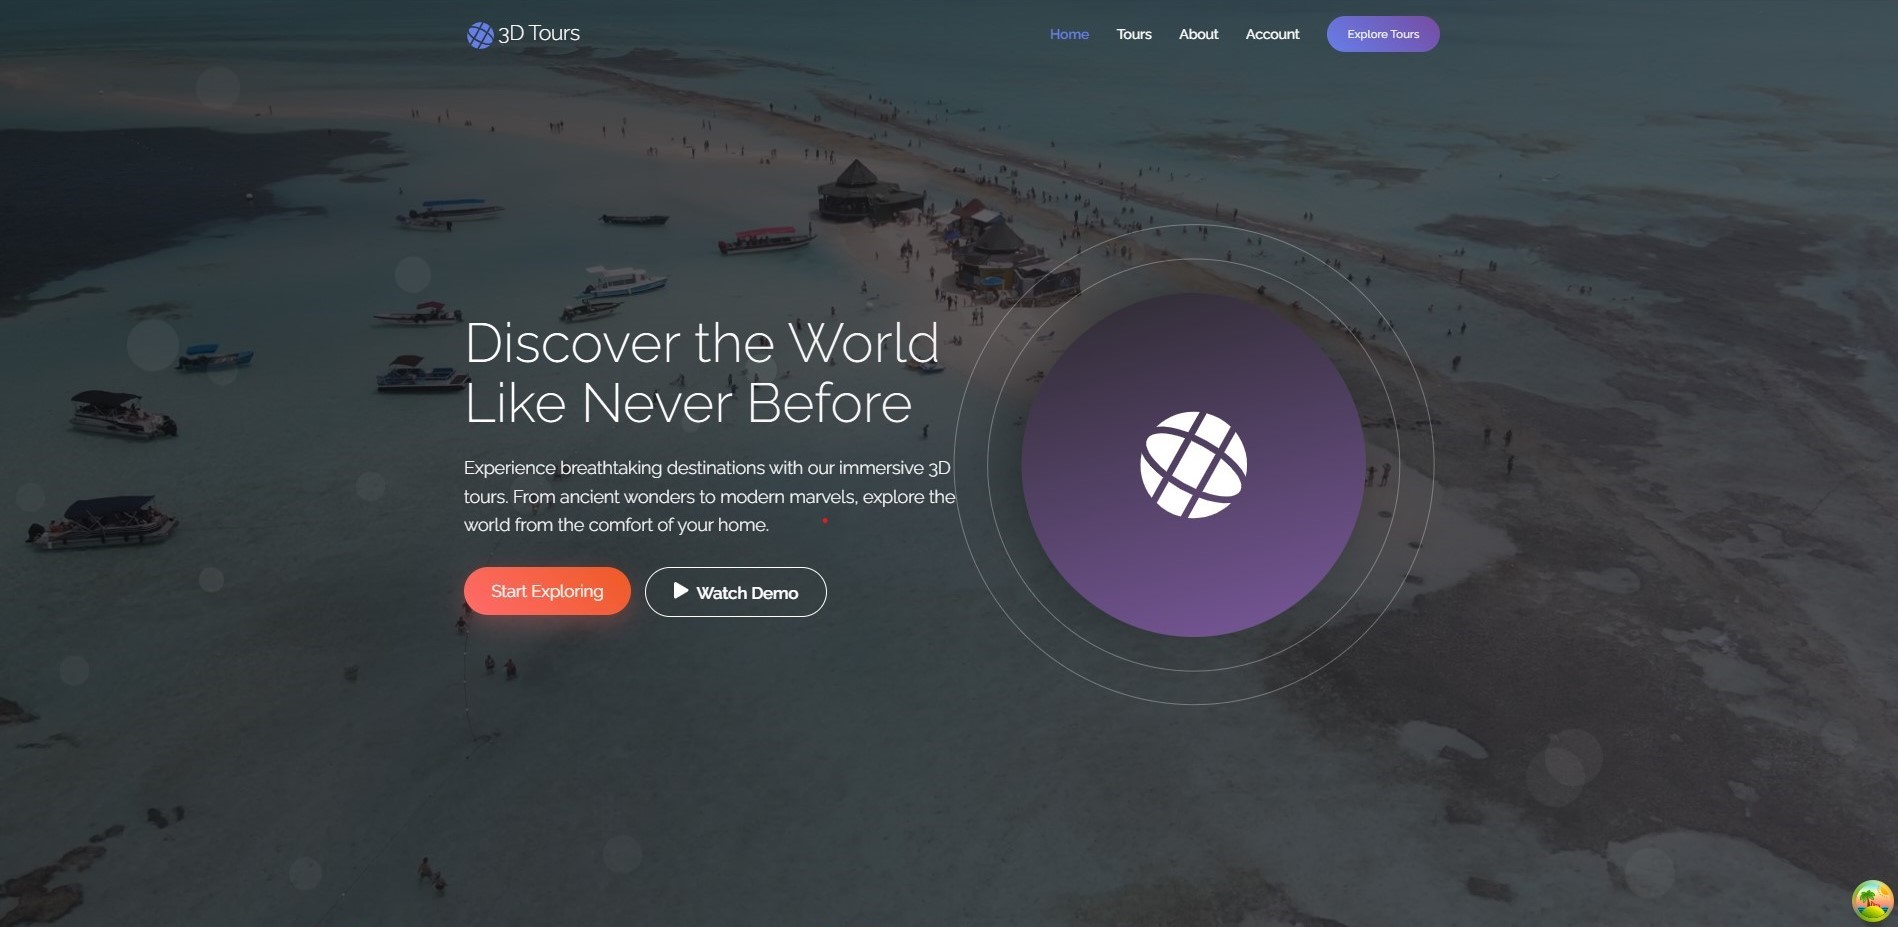 3D Tours
Home
Tours
About
Account
Explore Tours
Discover the World
Like Never Before
Experience breathtaking destinations with our immersive 3D
tours. From ancient wonders to modern marvels, explore the
world from the comfort of your home.
Start Exploring
Watch Demo